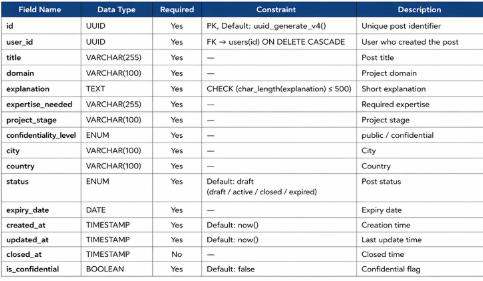 Field Name Data Type Required Constraint Description
id UUID Yes PK, Default: uuid_generate_v4() Unique post identifier
user_id UUID Yes FK → users(id) ON DELETE CASCADE User who created the post
title VARCHAR(255) Yes — Post title
domain VARCHAR(100) Yes — Project domain
explanation TEXT Yes CHECK (char_length(explanation) ≤ 500) Short explanation
expertise_needed VARCHAR(255) Yes — Required expertise
project_stage VARCHAR(100) Yes — Project stage
confidentiality_level ENUM Yes — public / confidential
city VARCHAR(100) Yes — City
country VARCHAR(100) Yes — Country
status ENUM Yes Default: draft Post status
(draft / active / closed / expired)
expiry_date DATE Yes — Expiry date
created_at TIMESTAMP Yes Default: now() Creation time
updated_at TIMESTAMP Yes Default: now() Last update time
closed_at TIMESTAMP No — Closed time
is_confidential BOOLEAN Yes Default: false Confidential flag